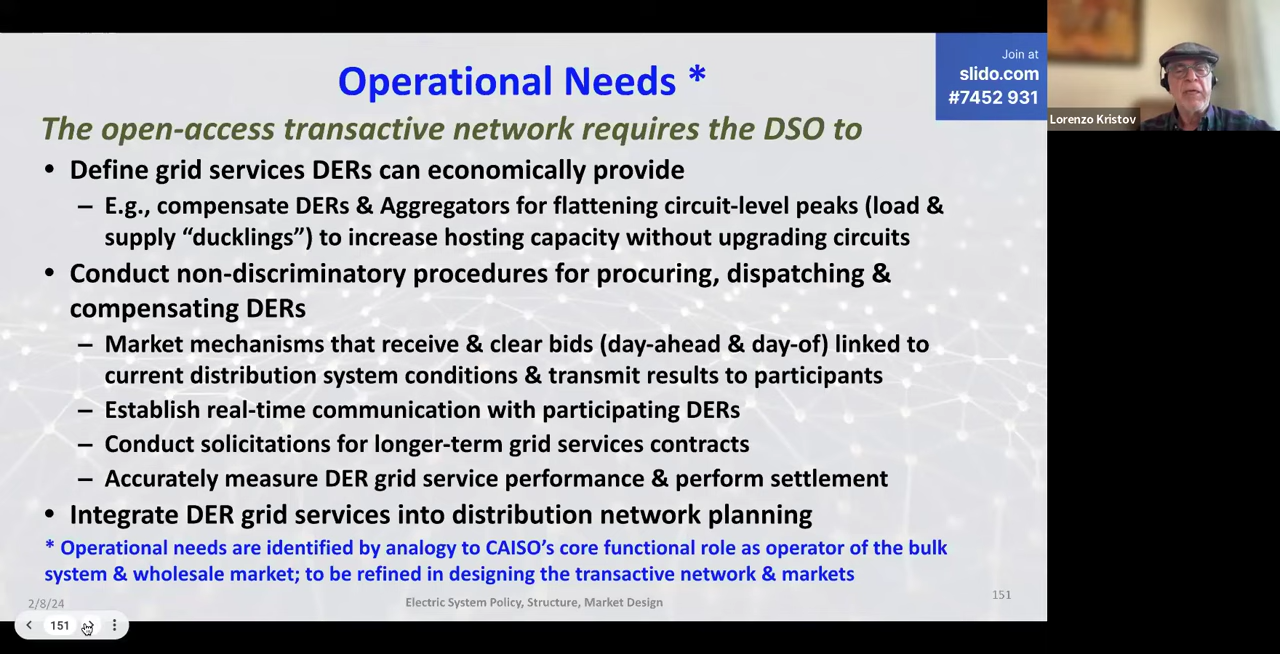 Operational Needs *
Join at
slido.com
#7452 931
The open-access transactive network requires the DSO to
• Define grid services DERs can economically provide
– E.g., compensate DERs & Aggregators for flattening circuit-level peaks (load &
supply “ducklings”) to increase hosting capacity without upgrading circuits
• Conduct non-discriminatory procedures for procuring, dispatching &
compensating DERs
– Market mechanisms that receive & clear bids (day-ahead & day-of) linked to
current distribution system conditions & transmit results to participants
– Establish real-time communication with participating DERs
– Conduct solicitations for longer-term grid services contracts
– Accurately measure DER grid service performance & perform settlement
• Integrate DER grid services into distribution network planning
* Operational needs are identified by analogy to CAISO’s core functional role as operator of the bulk
system & wholesale market; to be refined in designing the transactive network & markets
2/8/24
Electric System Policy, Structure, Market Design
151
151
Lorenzo Kristov